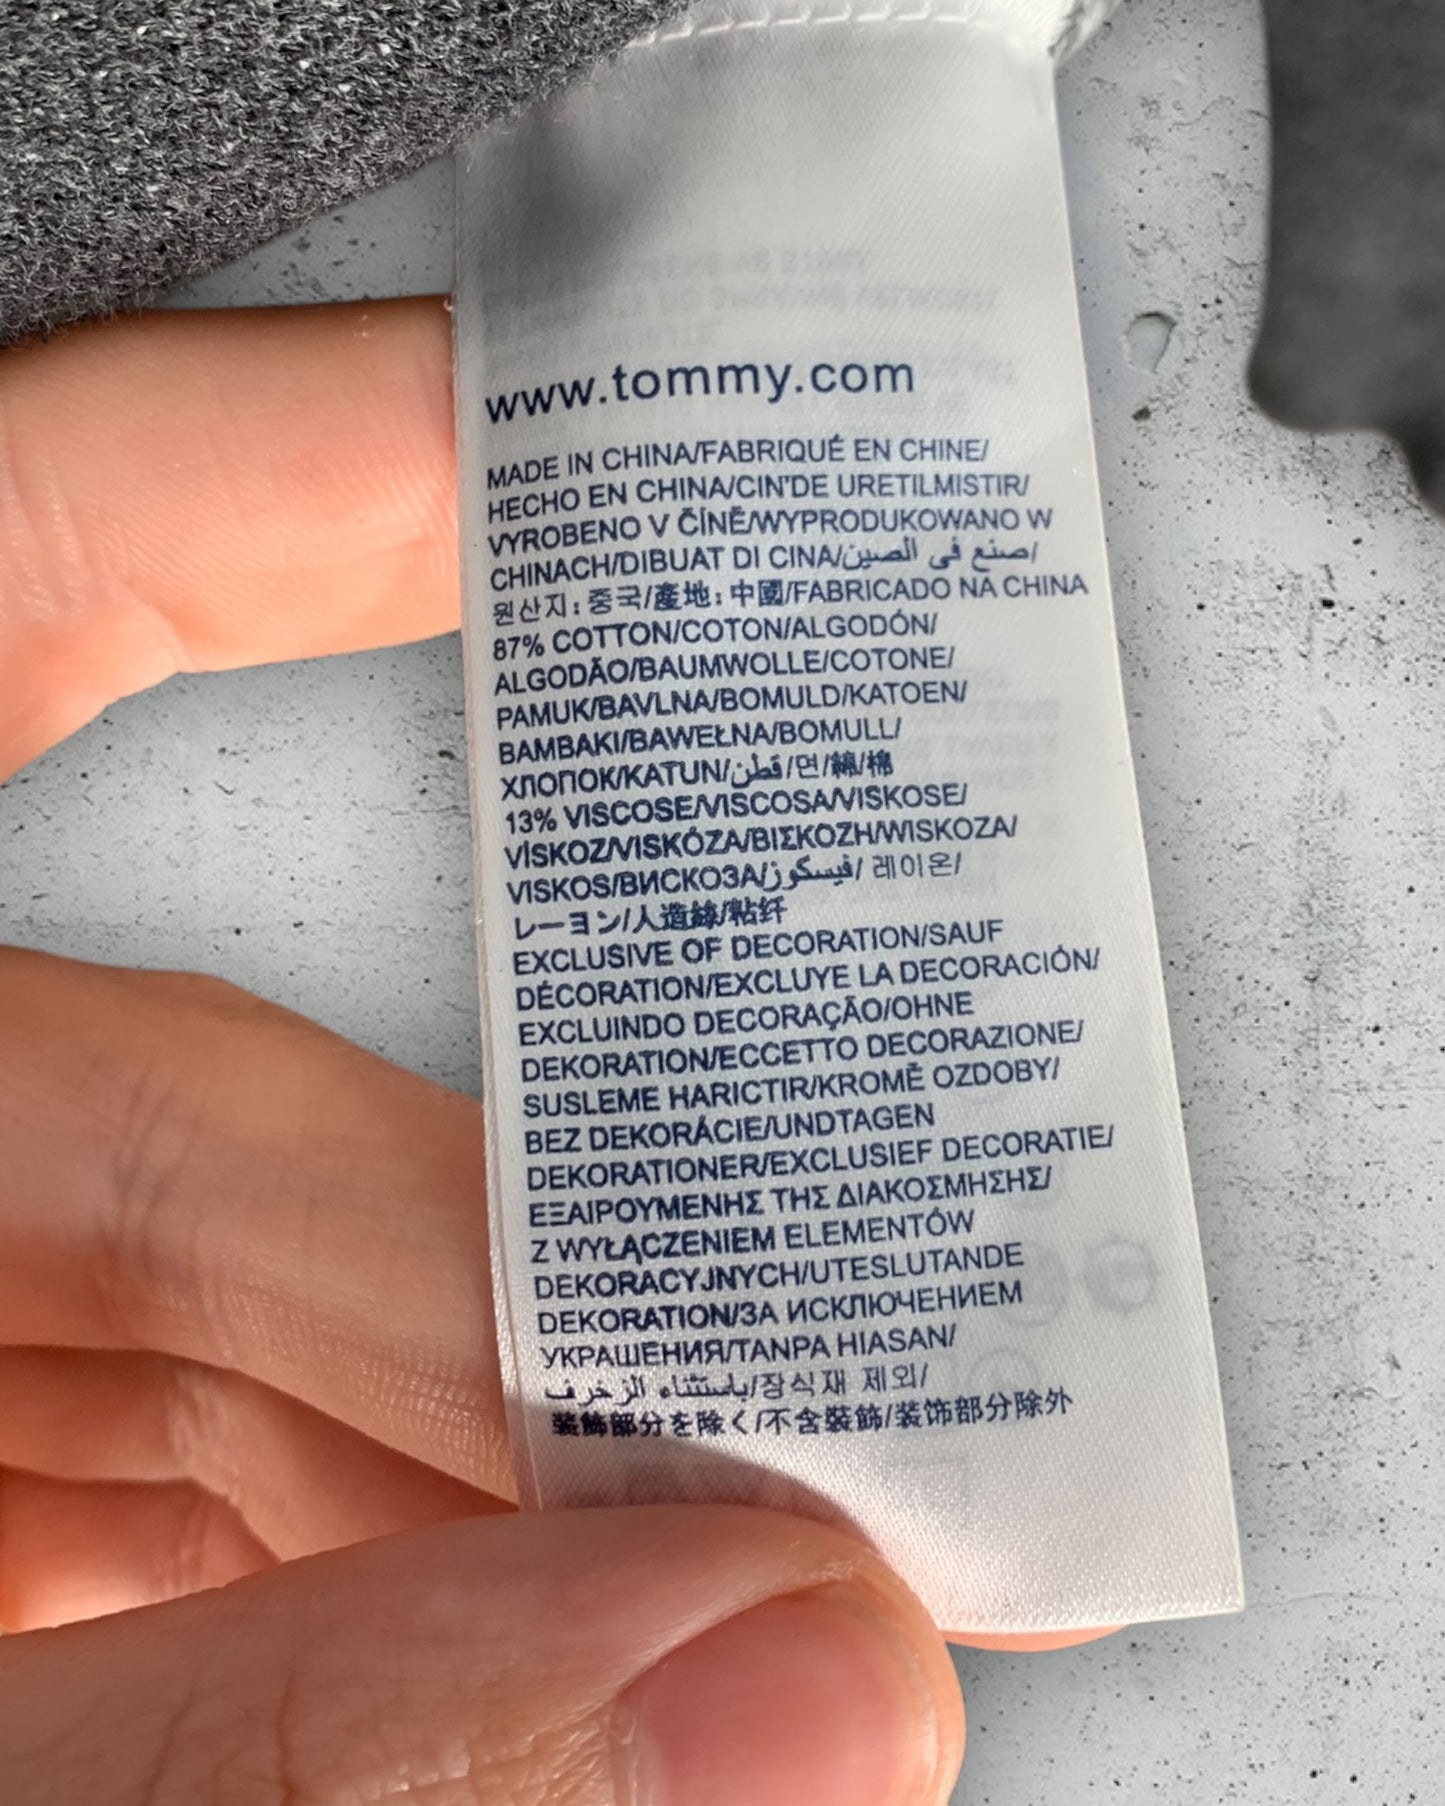 www.tommy.com
MADE IN CHINA/FABRIQUÉ EN CHINE/
HECHO EN CHINA/CIN'DE URETILMISTIR/
VYROBENO V ČÍNĚ/WYPRODUKOWANO W
CHINACH/DIBUAT DI CINA/صنع في الصين/
원산지: 중국/產地: 中國/FABRICADO NA CHINA
87% COTTON/COTON/ALGODÓN/
ALGODÃO/BAUMWOLLE/COTONE/
PAMUK/BAVLNA/BOMULD/KATOEN/
BAMBAKI/BAWEŁNA/BOMULL/
ХЛОПОК/KATUN/قطن/면/綿/棉
13% VISCOSE/VISCOSA/VISKOSE/
VİSKOZ/VISKÓZA/ΒΙΣΚΟΖΗ/WISKOZA/
VISKOS/ВИСКОЗА/فيسكوز/ 레이온/
レーヨン/人造絲/粘纤
EXCLUSIVE OF DECORATION/SAUF
DÉCORATION/EXCLUYE LA DECORACIÓN/
EXCLUINDO DECORAÇÃO/OHNE
DEKORATION/ECCETTO DECORAZIONE/
SUSLEME HARICTIR/KROMĚ OZDOBY/
BEZ DEKORÁCIE/UNDTAGEN
DEKORATIONER/EXCLUSIEF DECORATIE/
ΕΞΑΙΡΟΥΜΕΝΗΣ ΤΗΣ ΔΙΑΚΟΣΜΗΣΗΣ/
Z WYŁĄCZENIEM ELEMENTÓW
DEKORACYJNYCH/UTESLUTANDE
DEKORATION/ЗА ИСКЛЮЧЕНИЕМ
УКРАШЕНИЯ/TANPA HIASAN/
باستثناء الزخرف/장식재 제외/
装飾部分を除く/不含裝飾/装饰部分除外